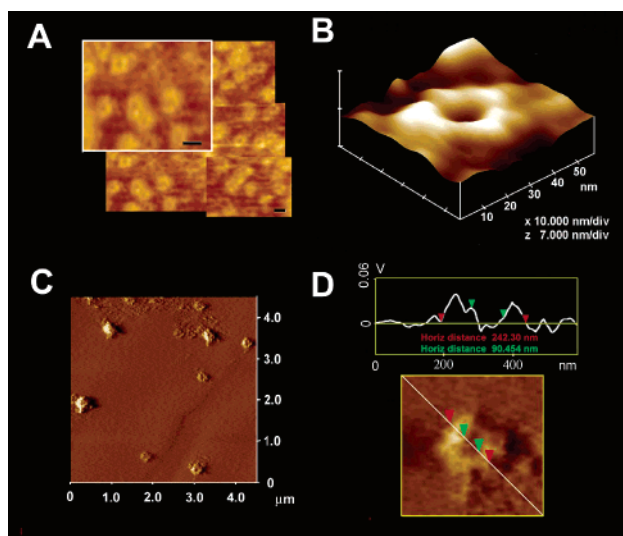 A
B
10
20
30
40
50
nm
x 10.000 nm/div
z 7.000 nm/div
C
4.0
3.0
2.0
1.0
0
0
1.0
2.0
3.0
4.0
μm
D
0.06
V
0
Horiz distance 242.30 nm
Horiz distance 90.454 nm
0
200
400
nm